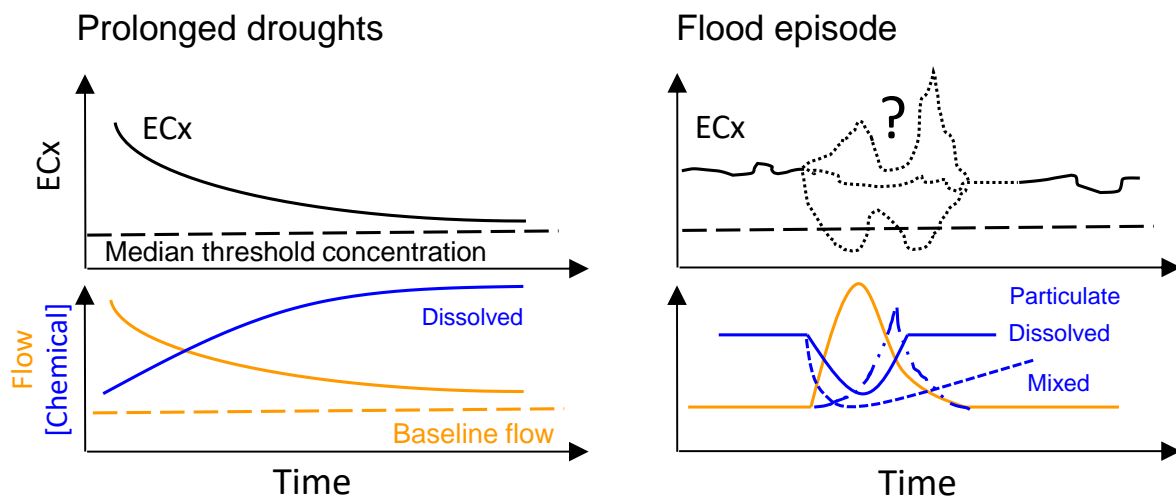 Prolonged droughts
ECx
ECx
Median threshold concentration
Flow
[Chemical]
Dissolved
Baseline flow
Time
Flood episode
ECx
?
Particulate
Dissolved
Mixed
Time